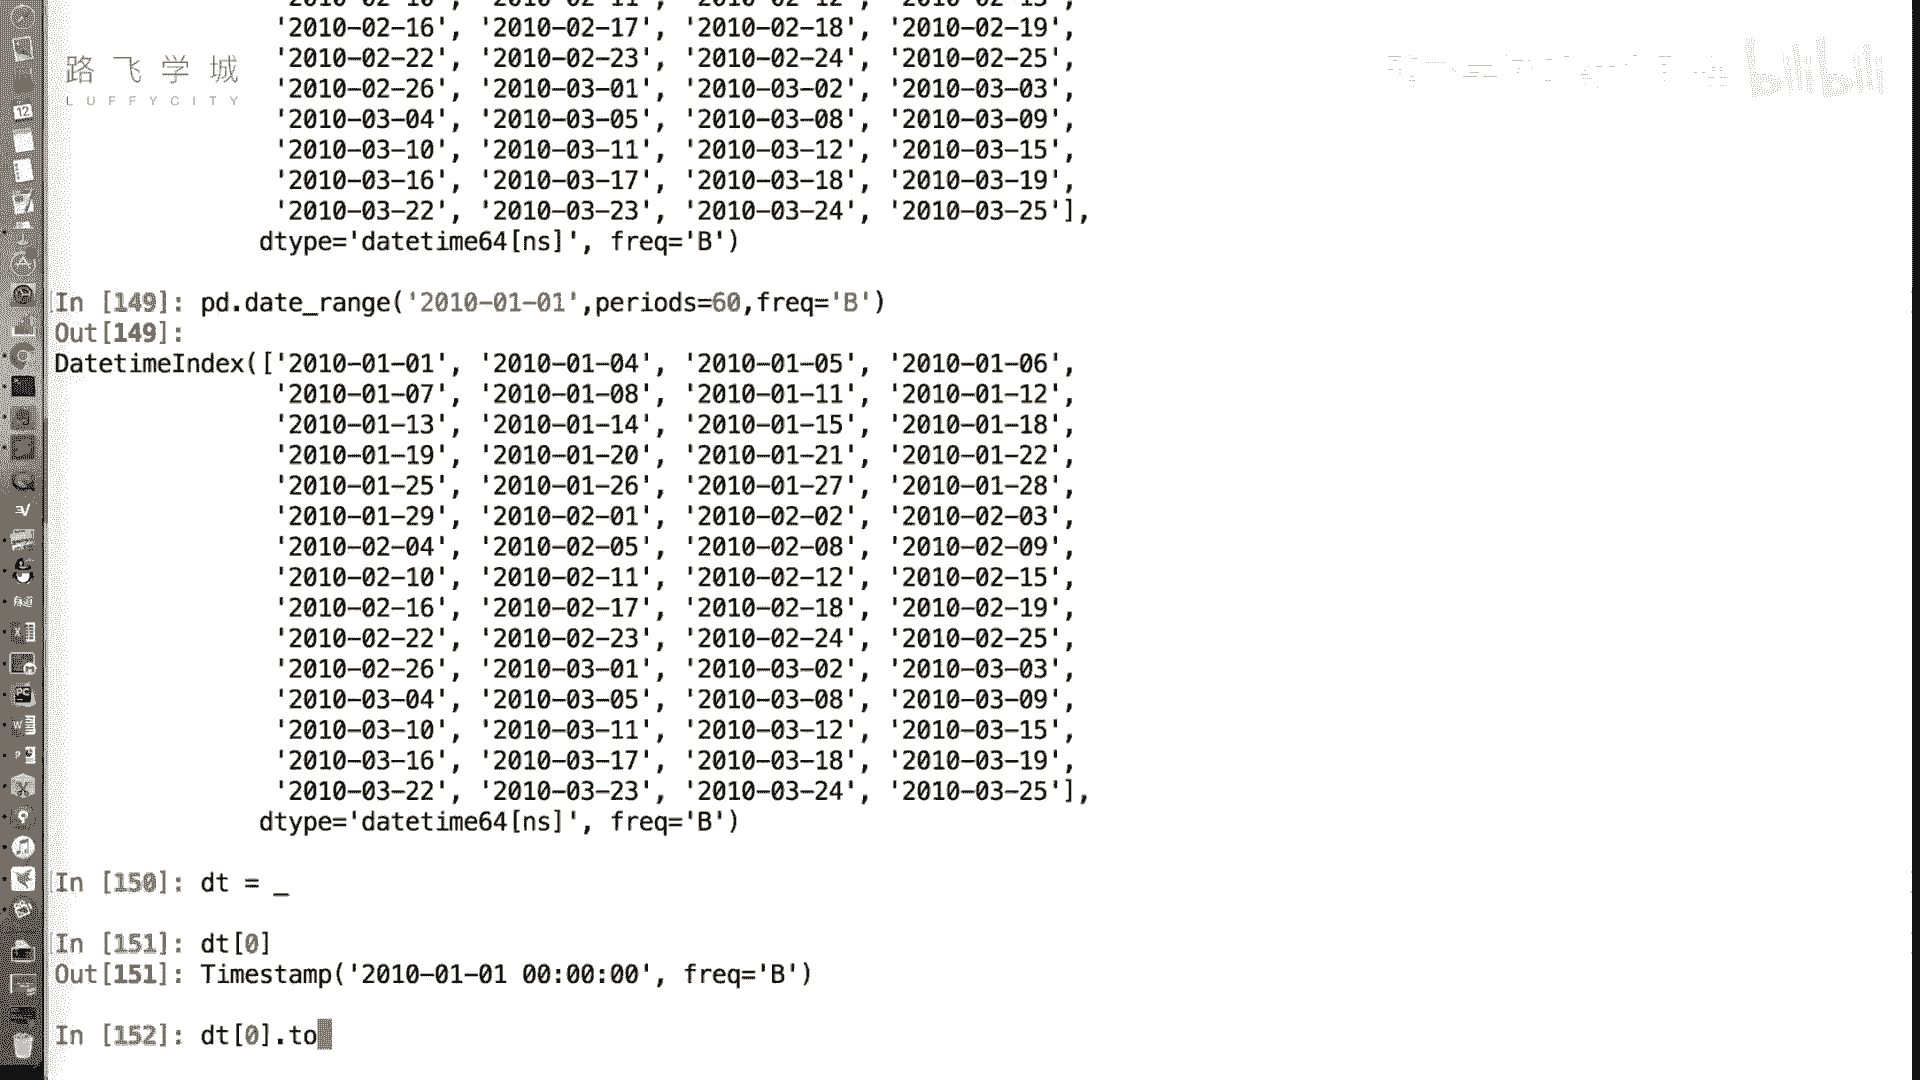 '2010-02-16', '2010-02-17', '2010-02-18', '2010-02-19',
路飞学城
LUFFYCITY
bilibili
'2010-02-22', '2010-02-23', '2010-02-24', '2010-02-25',
'2010-02-26', '2010-03-01', '2010-03-02', '2010-03-03',
'2010-03-04', '2010-03-05', '2010-03-08', '2010-03-09',
'2010-03-10', '2010-03-11', '2010-03-12', '2010-03-15',
'2010-03-16', '2010-03-17', '2010-03-18', '2010-03-19',
'2010-03-22', '2010-03-23', '2010-03-24', '2010-03-25'],
dtype='datetime64[ns]', freq='B')
In [149]: pd.date_range('2010-01-01',periods=60,freq='B')
Out[149]:
DatetimeIndex(['2010-01-01', '2010-01-04', '2010-01-05', '2010-01-06',
'2010-01-07', '2010-01-08', '2010-01-11', '2010-01-12',
'2010-01-13', '2010-01-14', '2010-01-15', '2010-01-18',
'2010-01-19', '2010-01-20', '2010-01-21', '2010-01-22',
'2010-01-25', '2010-01-26', '2010-01-27', '2010-01-28',
'2010-01-29', '2010-02-01', '2010-02-02', '2010-02-03',
'2010-02-04', '2010-02-05', '2010-02-08', '2010-02-09',
'2010-02-10', '2010-02-11', '2010-02-12', '2010-02-15',
'2010-02-16', '2010-02-17', '2010-02-18', '2010-02-19',
'2010-02-22', '2010-02-23', '2010-02-24', '2010-02-25',
'2010-02-26', '2010-03-01', '2010-03-02', '2010-03-03',
'2010-03-04', '2010-03-05', '2010-03-08', '2010-03-09',
'2010-03-10', '2010-03-11', '2010-03-12', '2010-03-15',
'2010-03-16', '2010-03-17', '2010-03-18', '2010-03-19',
'2010-03-22', '2010-03-23', '2010-03-24', '2010-03-25'],
dtype='datetime64[ns]', freq='B')
In [150]: dt = _
In [151]: dt[0]
Out[151]: Timestamp('2010-01-01 00:00:00', freq='B')
In [152]: dt[0].to